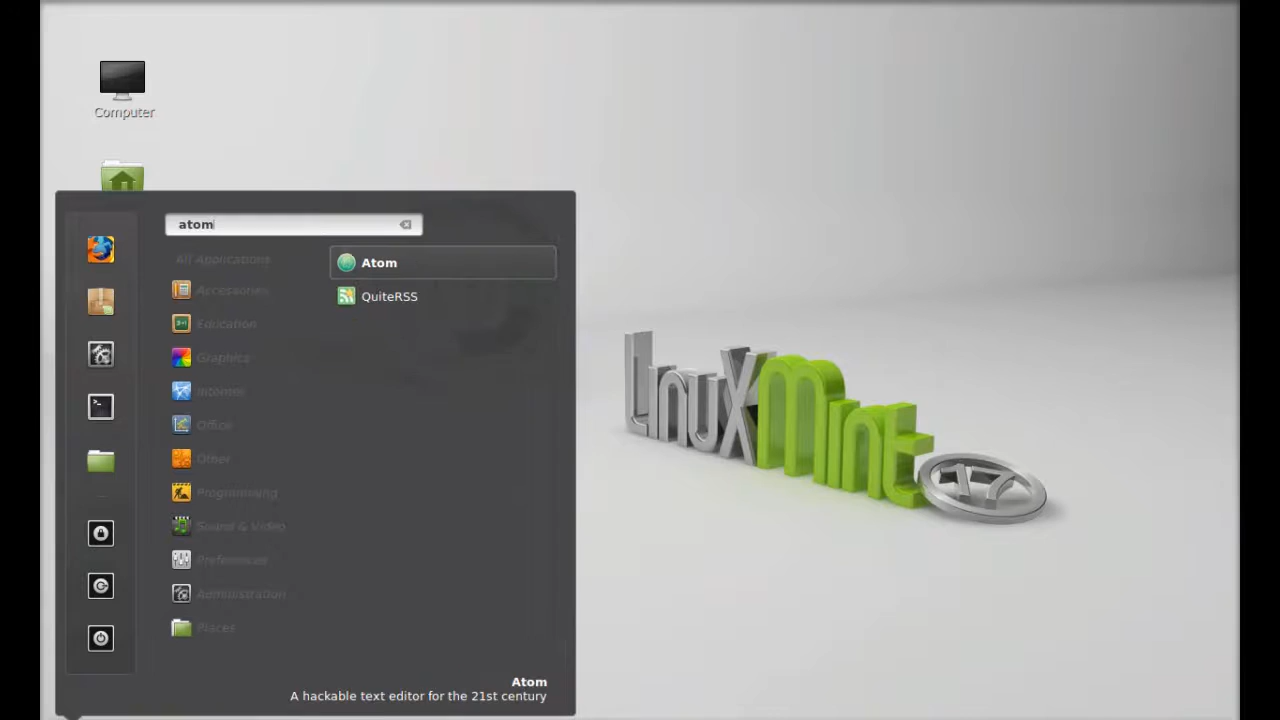 Computer
atom
All Applications
Accessories
Education
Graphics
Internet
Office
Other
Programming
Sound & Video
Preferences
Administration
Places
Atom
QuiteRSS
Atom
A hackable text editor for the 21st century
LinuxMint
17